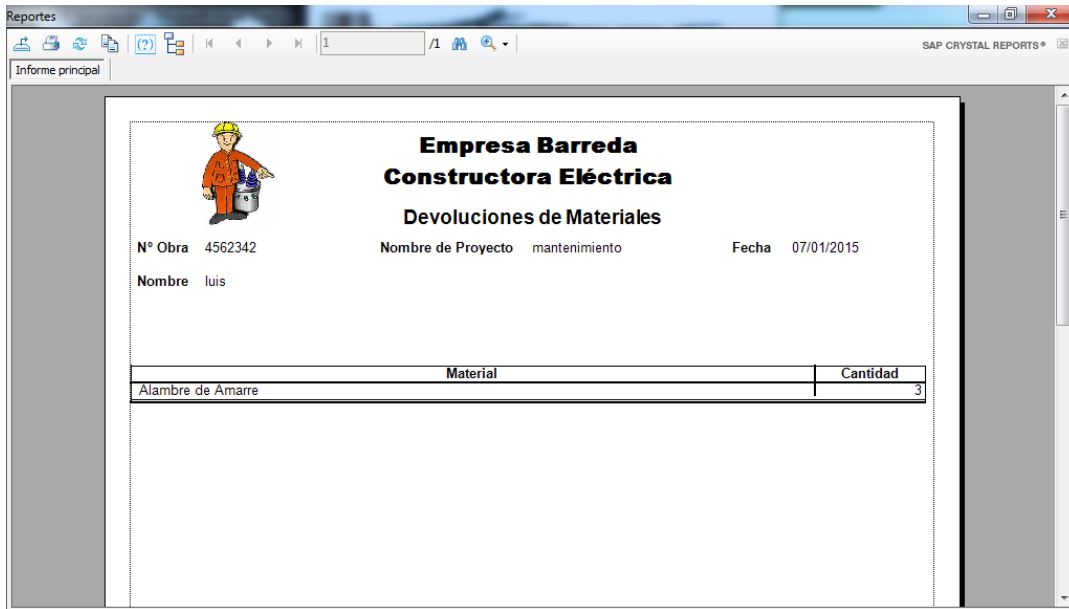 Reportes
1 /1 SAP CRYSTAL REPORTS®
Informe principal
Empresa Barreda
Constructora Eléctrica
Devoluciones de Materiales
Nº Obra 4562342 Nombre de Proyecto mantenimiento Fecha 07/01/2015
Nombre luis
Material Cantidad
Alambre de Amarre 3